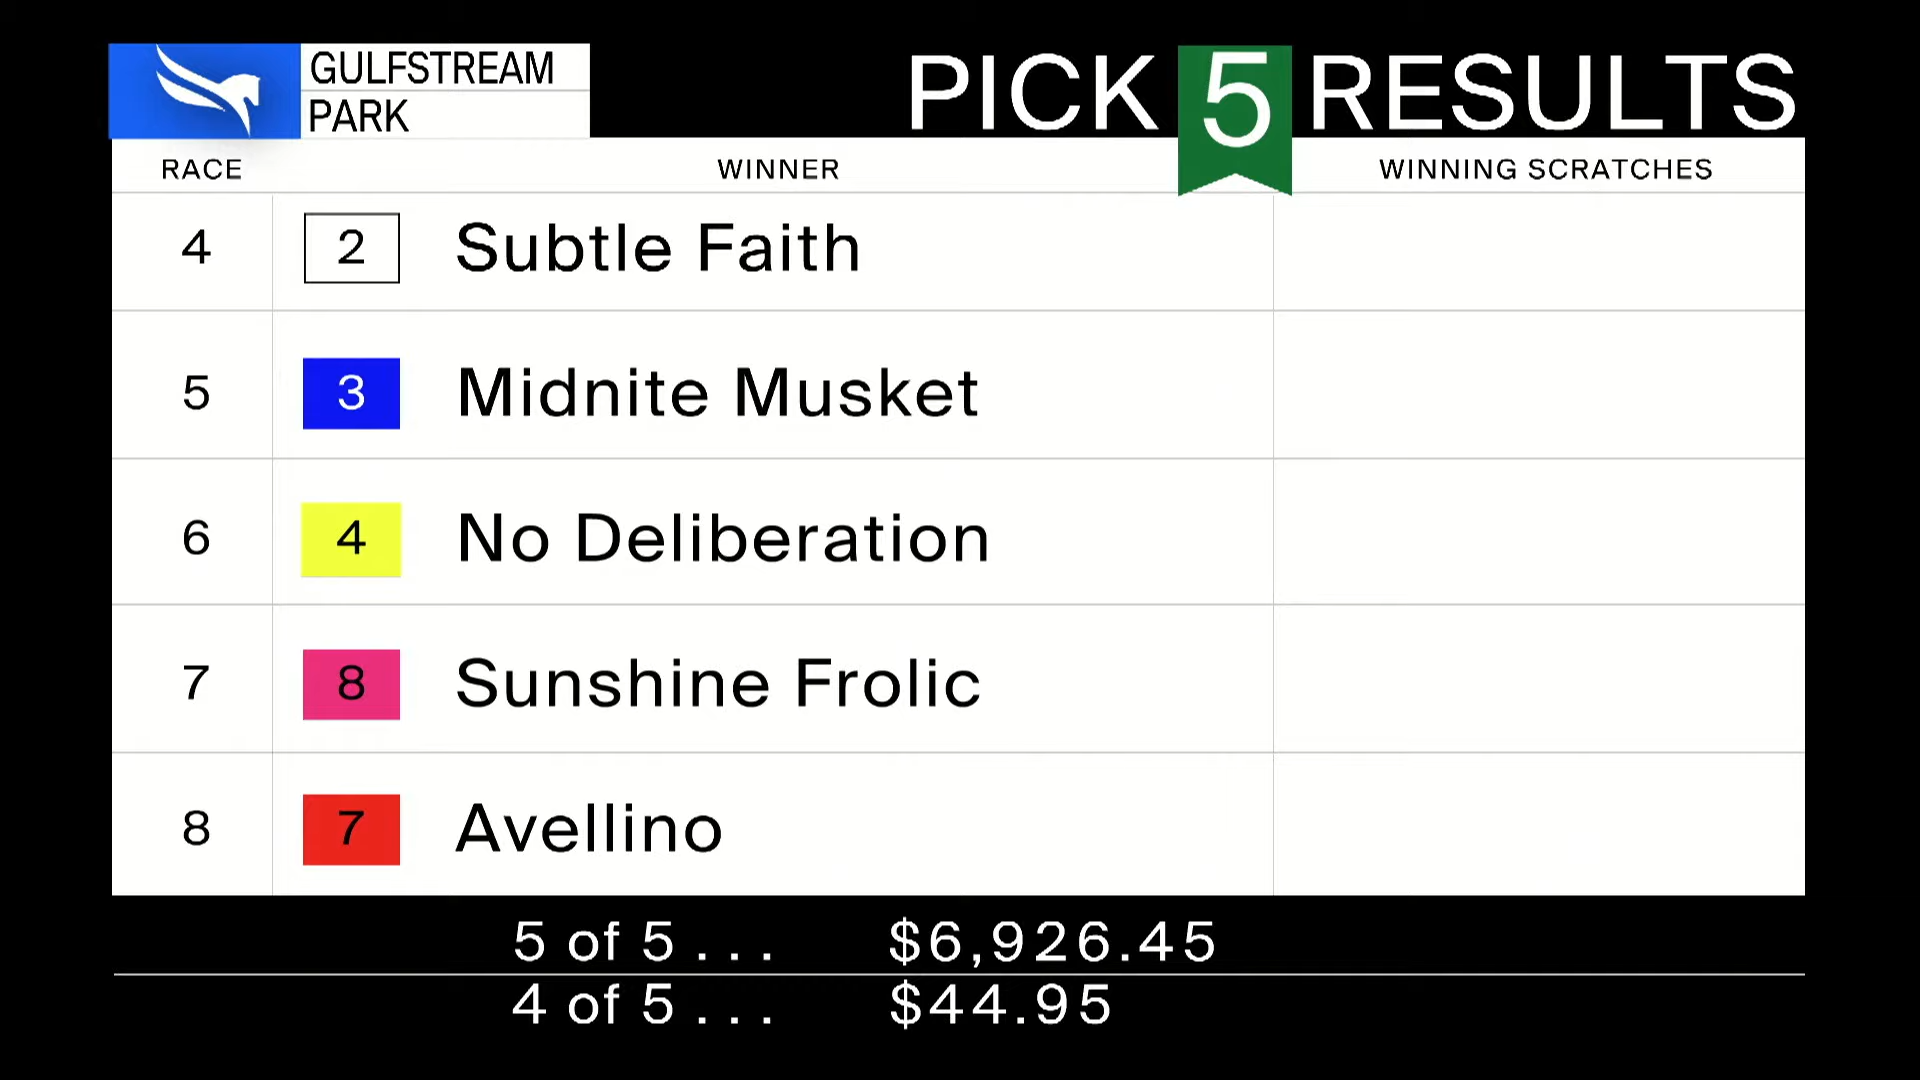 GULFSTREAM
PARK
PICK 5 RESULTS
RACE WINNER WINNING SCRATCHES
4 2 Subtle Faith
5 3 Midnite Musket
6 4 No Deliberation
7 8 Sunshine Frolic
8 7 Avellino
5 of 5 . . . $6,926.45
4 of 5 . . . $44.95